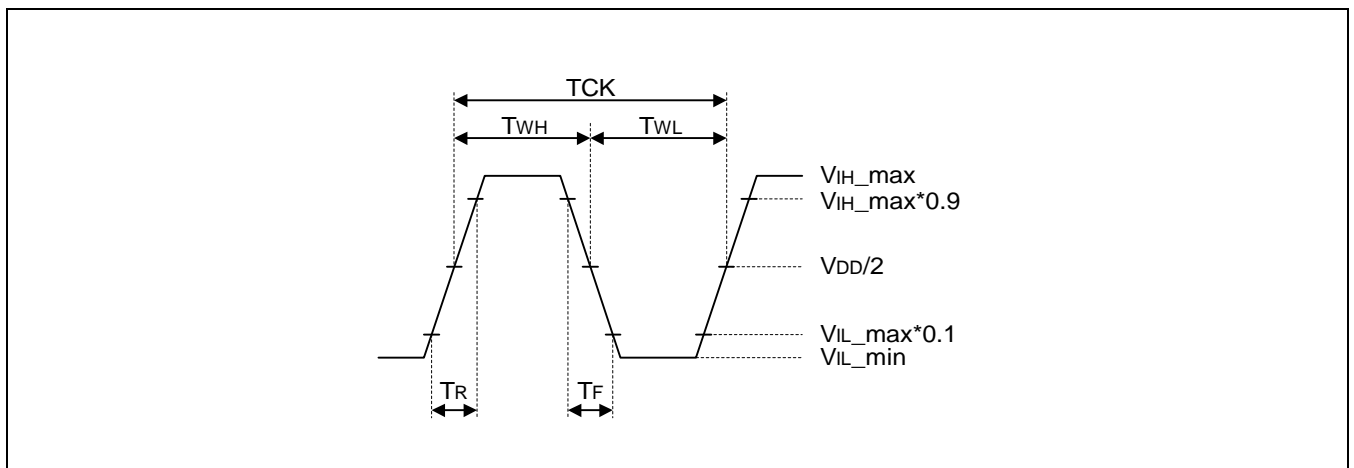 TCK
TWH
TWL
VIH_max
VIH_max*0.9
VDD/2
VIL_max*0.1
VIL_min
TR
TF